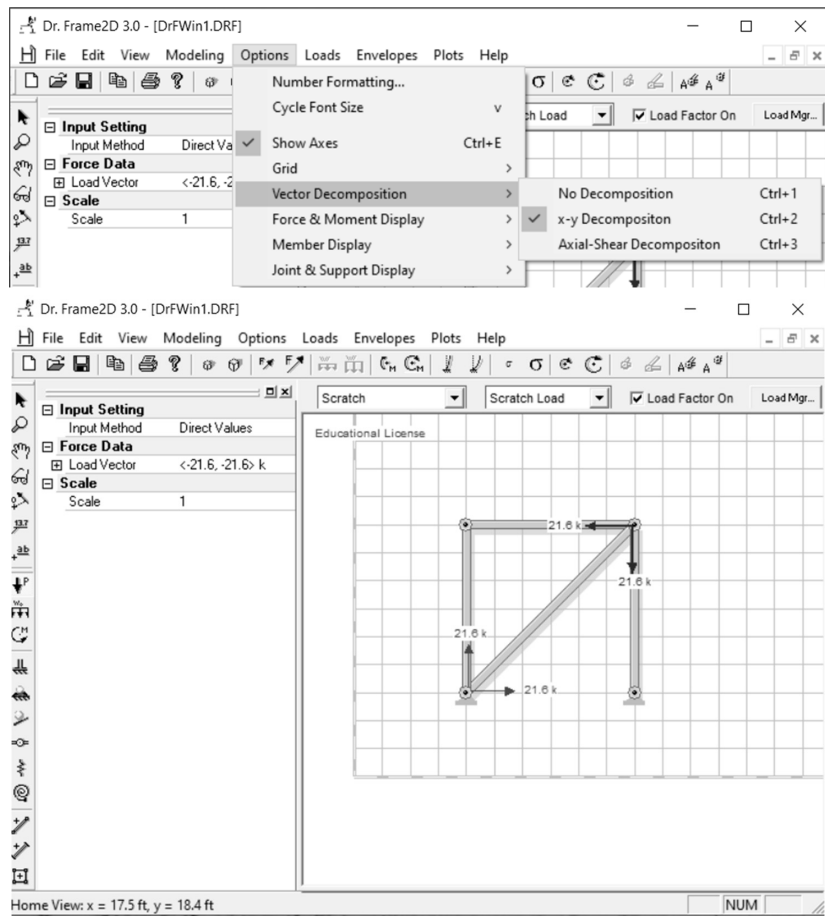 Dr. Frame2D 3.0 - [DrFWin1.DRF]
File Edit View Modeling Options Loads Envelopes Plots Help
Number Formatting...
Cycle Font Size v
ch Load Load Factor On Load Mgr...
Input Setting
Input Method Direct Va
Show Axes Ctrl+E
Force Data
Grid
Load Vector <-21.6, -2
Vector Decomposition
No Decomposition Ctrl+1
Scale
Scale 1
Force & Moment Display
x-y Decompositon Ctrl+2
Member Display
Axial-Shear Decompositon Ctrl+3
Joint & Support Display
Dr. Frame2D 3.0 - [DrFWin1.DRF]
File Edit View Modeling Options Loads Envelopes Plots Help
Scratch Scratch Load Load Factor On Load Mgr...
Input Setting
Input Method Direct Values
Force Data
Load Vector <-21.6, -21.6> k
Scale
Scale 1
Educational License
21.6 k
21.6 k
21.6 k
21.6 k
Home View: x = 17.5 ft, y = 18.4 ft NUM